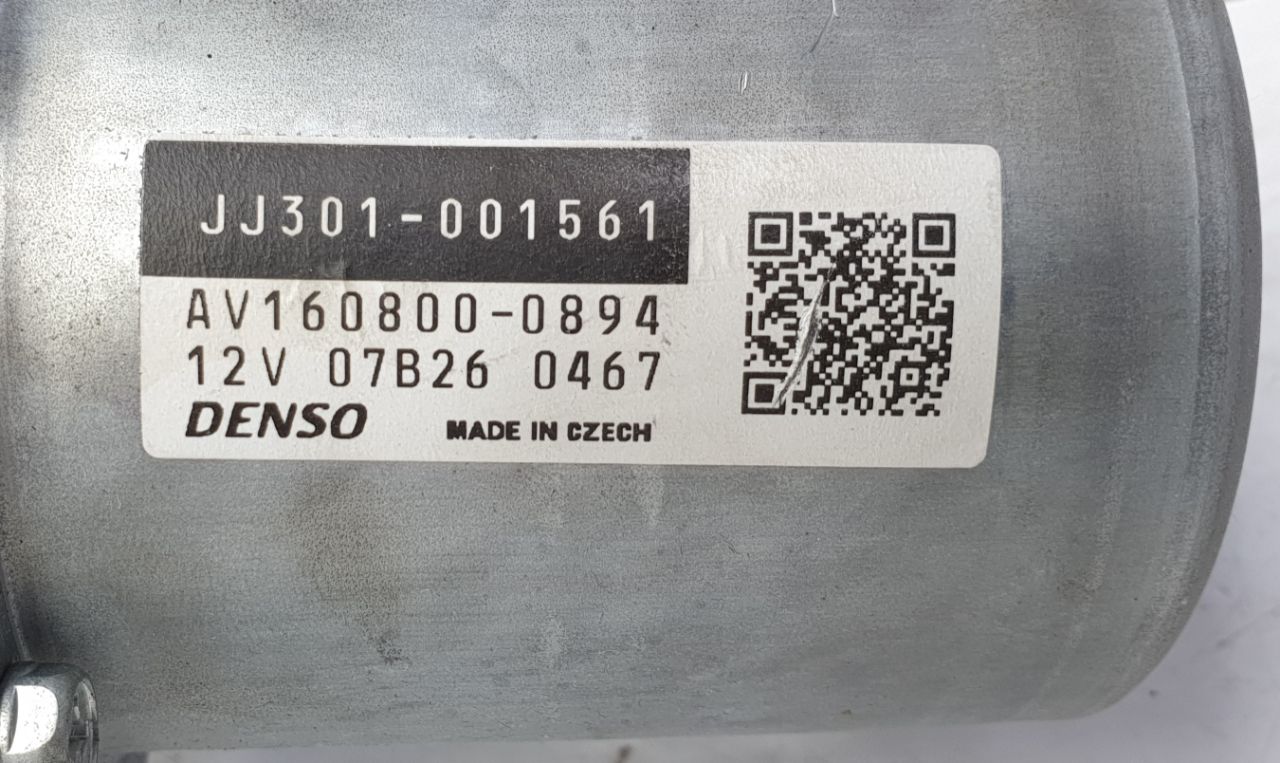 JJ301-001561
AV160800-0894
12V 07B26 0467
DENSO MADE IN CZECH